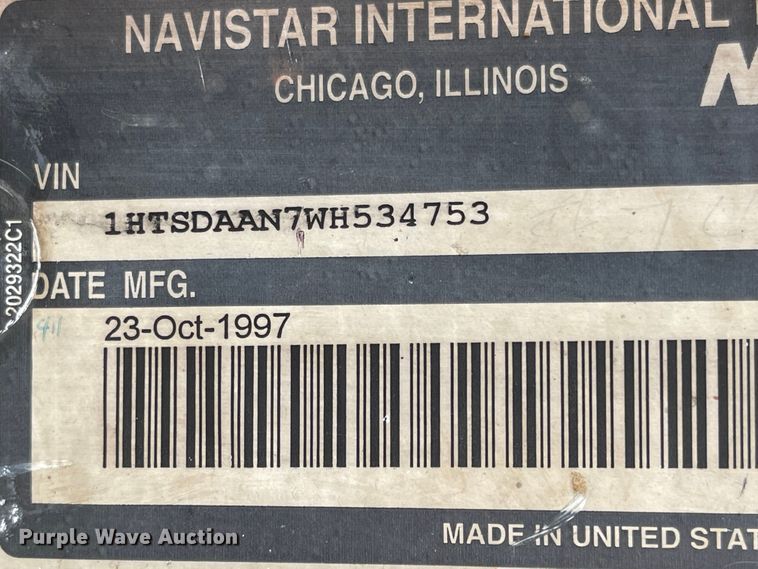 NAVISTAR INTERNATIONAL
CHICAGO, ILLINOIS
VIN
1HTSDAAN7WH534753
2029322C1
DATE MFG.
23-Oct-1997
Purple Wave Auction
MADE IN UNITED STAT